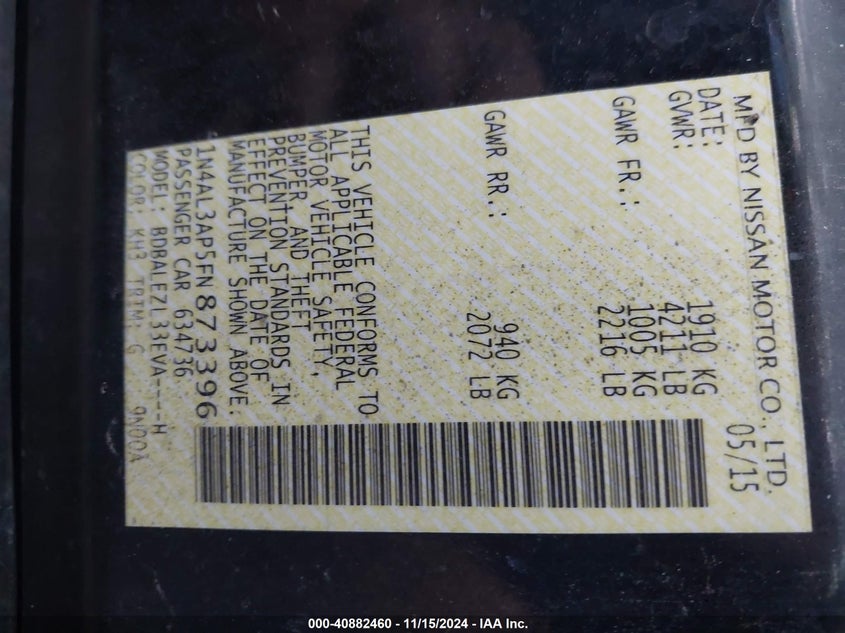 MFD BY NISSAN MOTOR CO., LTD.
DATE: 05/15
GVWR: 1910 KG
4211 LB
GAWR FR.: 1005 KG
2216 LB
GAWR RR.: 940 KG
2072 LB
THIS VEHICLE CONFORMS TO
ALL APPLICABLE FEDERAL
MOTOR VEHICLE SAFETY,
BUMPER, AND THEFT
PREVENTION STANDARDS IN
EFFECT ON THE DATE OF
MANUFACTURE SHOWN ABOVE.
1N4AL3AP5FN873396
PASSENGER CAR 634736
MODEL: BDBALEZL33EVA---H
COLOR: KH3 TRIM: G 9N00A
000-40882460 - 11/15/2024 - IAA Inc.